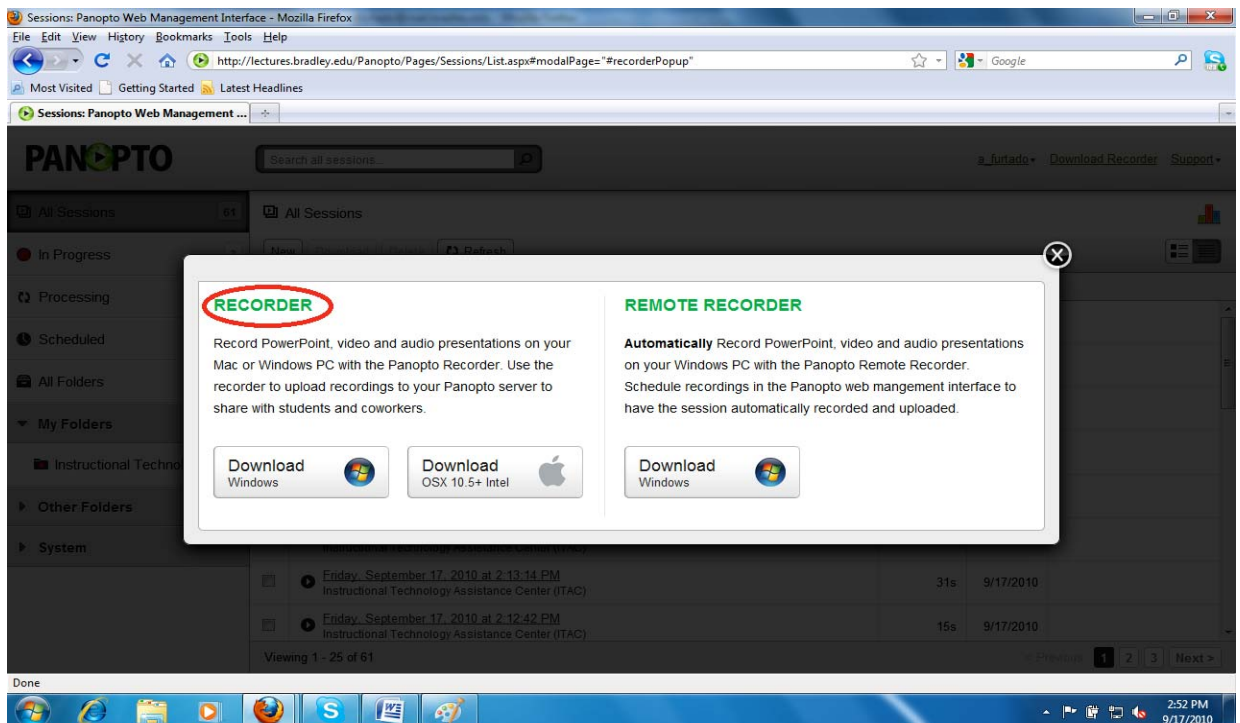 Sessions: Panopto Web Management Interface - Mozilla Firefox
File Edit View History Bookmarks Tools Help
http://lectures.bradley.edu/Panopto/Pages/Sessions/List.aspx#modalPage="#recorderPopup"
Google
Most Visited Getting Started Latest Headlines
Sessions: Panopto Web Management ...
PANOPTO
Search all sessions...
a_furtado Download Recorder Support
All Sessions 61
All Sessions
In Progress
New Download Delete Refresh
Processing
Scheduled
All Folders
My Folders
Instructional Techno
Other Folders
System
RECORDER
Record PowerPoint, video and audio presentations on your
Mac or Windows PC with the Panopto Recorder. Use the
recorder to upload recordings to your Panopto server to
share with students and coworkers.
Download
Windows
Download
OSX 10.5+ Intel
REMOTE RECORDER
Automatically Record PowerPoint, video and audio presentations
on your Windows PC with the Panopto Remote Recorder.
Schedule recordings in the Panopto web mangement interface to
have the session automatically recorded and uploaded.
Download
Windows
Instructional Technology Assistance Center (ITAC)
Friday, September 17, 2010 at 2:13:14 PM
Instructional Technology Assistance Center (ITAC)
31s 9/17/2010
Friday, September 17, 2010 at 2:12:42 PM
Instructional Technology Assistance Center (ITAC)
15s 9/17/2010
Viewing 1 - 25 of 61
< Previous 1 2 3 Next >
Done
2:52 PM
9/17/2010